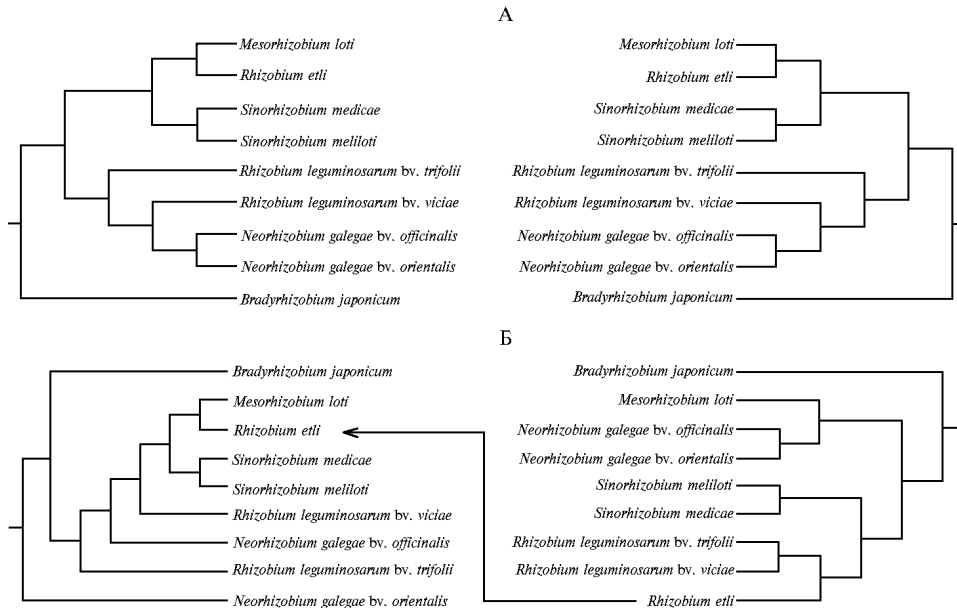 А
Mesorhizobium loti
Rhizobium etli
Sinorhizobium medicae
Sinorhizobium meliloti
Rhizobium leguminosarum bv. trifolii
Rhizobium leguminosarum bv. viciae
Neorhizobium galegae bv. officinalis
Neorhizobium galegae bv. orientalis
Bradyrhizobium japonicum
Mesorhizobium loti
Rhizobium etli
Sinorhizobium medicae
Sinorhizobium meliloti
Rhizobium leguminosarum bv. trifolii
Rhizobium leguminosarum bv. viciae
Neorhizobium galegae bv. officinalis
Neorhizobium galegae bv. orientalis
Bradyrhizobium japonicum
Б
Bradyrhizobium japonicum
Mesorhizobium loti
Rhizobium etli
Sinorhizobium medicae
Sinorhizobium meliloti
Rhizobium leguminosarum bv. viciae
Neorhizobium galegae bv. officinalis
Rhizobium leguminosarum bv. trifolii
Neorhizobium galegae bv. orientalis
Bradyrhizobium japonicum
Mesorhizobium loti
Neorhizobium galegae bv. officinalis
Neorhizobium galegae bv. orientalis
Sinorhizobium meliloti
Sinorhizobium medicae
Rhizobium leguminosarum bv. trifolii
Rhizobium leguminosarum bv. viciae
Rhizobium etli